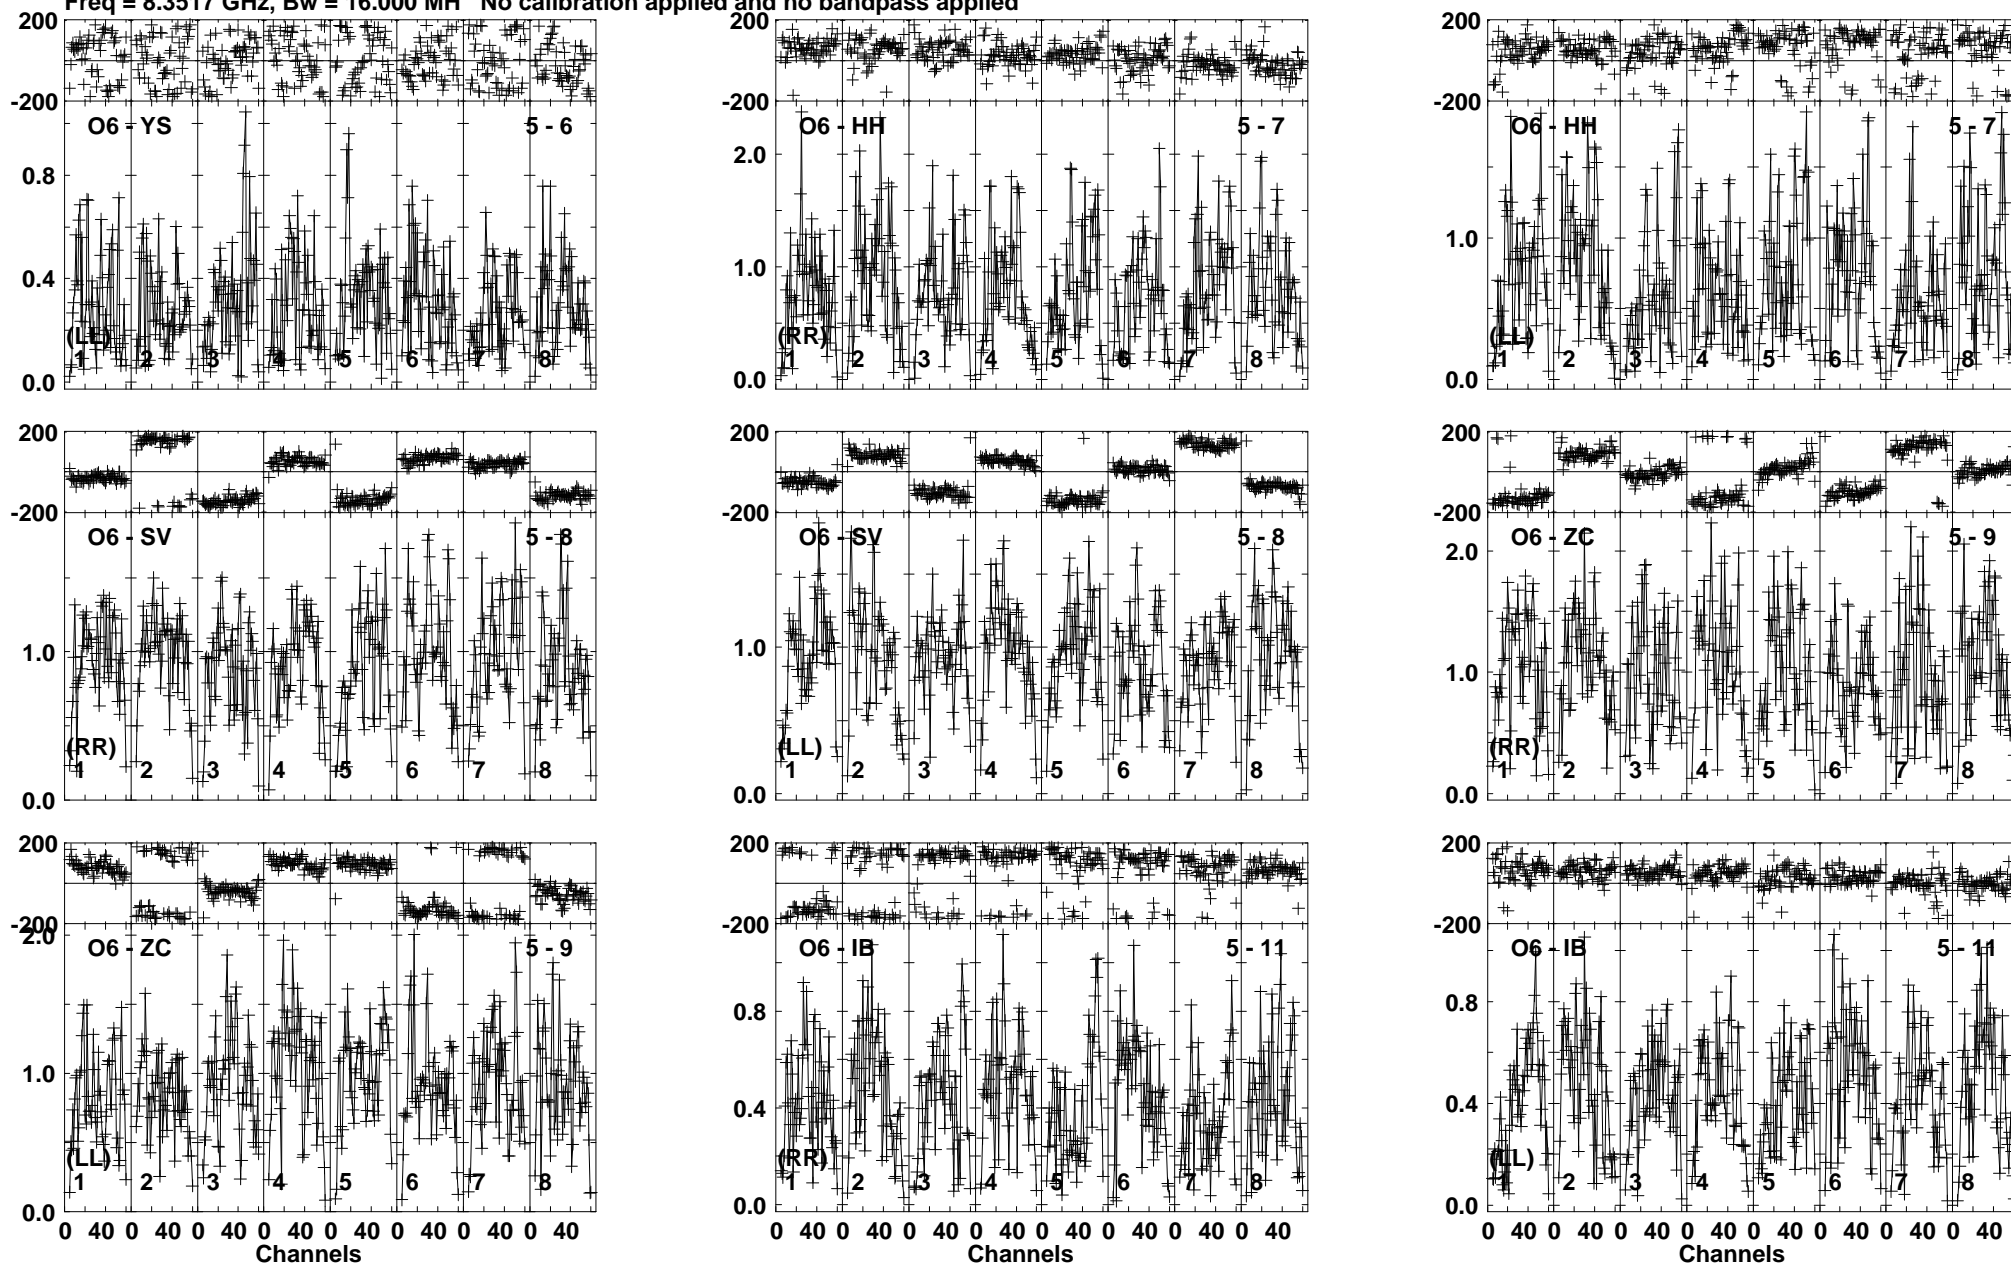 Freq = 8.3517 GHz, Bw = 16.000 MH No calibration applied and no bandpass applied
200 200 200
-200 -200 -200
O6 - YS 5 - 6 O6 - HH 5 - 7 O6 - HH 5 - 7
0.8 2.0
0.4 1.0 1.0
(LL) (RR) (LL)
1 2 3 4 5 6 7 8 1 2 3 4 5 6 7 8 1 2 3 4 5 6 7 8
0.0 0.0 0.0
200 200 200
-200 -200 -200
O6 - SV 5 - 8 O6 - SV 5 - 8 O6 - ZC 5 - 9
2.0
1.0 1.0 1.0
(RR) (LL) (RR)
1 2 3 4 5 6 7 8 1 2 3 4 5 6 7 8 1 2 3 4 5 6 7 8
0.0 0.0 0.0
200 200 200
-200 -200 -200
2.0 O6 - ZC 5 - 9 O6 - IB 5 - 11 O6 - IB 5 - 11
0.8 0.8
1.0 0.4 0.4
(LL) (RR) (LL)
1 2 3 4 5 6 7 8 1 2 3 4 5 6 7 8 1 2 3 4 5 6 7 8
0.0 0.0 0.0
0 40 0 40 0 40 0 40 0 40 0 40 0 40 0 40 0 40 0 40 0 40 0 40 0 40 0 40 0 40 0 40 0 40 0 40 0 40 0 40 0 40 0 40 0 40 0 40
Channels Channels Channels